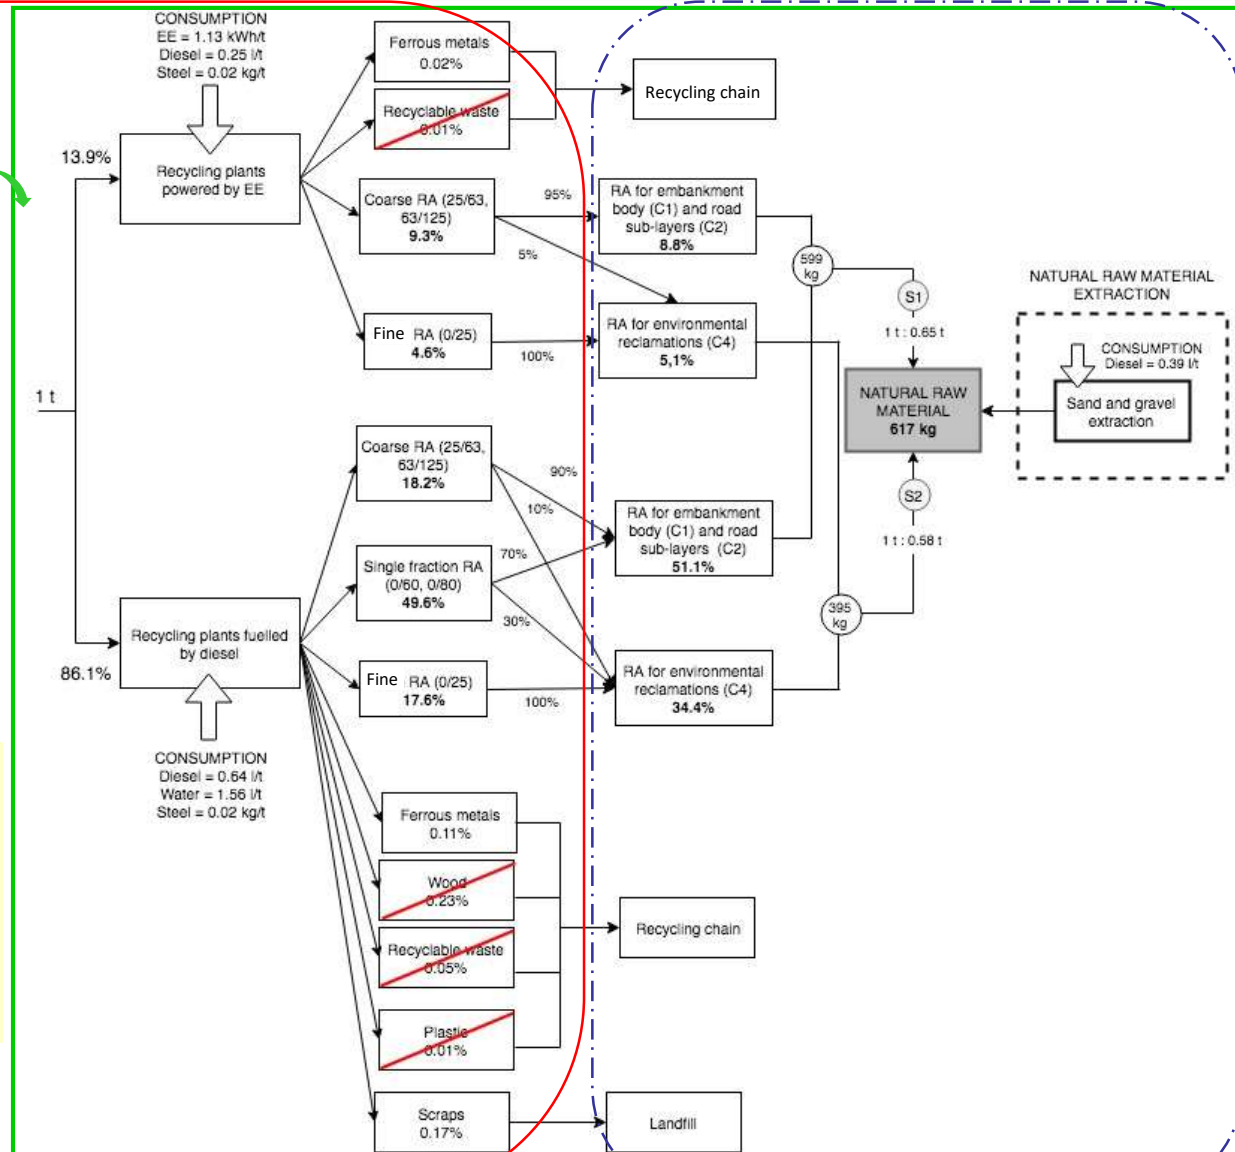 CONSUMPTION
EE = 1.13 kWh/t
Diesel = 0.25 l/t
Steel = 0.02 kg/t
13.9%
Recycling plants
powered by EE
Ferrous metals
0.02%
Recyclable waste
0.01%
Recycling chain
Coarse RA (25/63,
63/125)
9.3%
95%
5%
RA for embankment
body (C1) and road
sub-layers (C2)
8.8%
Fine RA (0/25)
4.6%
100%
RA for environmental
reclamations (C4)
5,1%
599
kg
S1
1 t : 0.65 t
NATURAL RAW MATERIAL
EXTRACTION
CONSUMPTION
Diesel = 0.39 l/t
Sand and gravel
extraction
NATURAL RAW
MATERIAL
617 kg
1 t
S2
1 t : 0.58 t
395
kg
Coarse RA (25/63,
63/125)
18.2%
90%
10%
Single fraction RA
(0/60, 0/80)
49.6%
70%
30%
RA for embankment
body (C1) and road
sub-layers (C2)
51.1%
Recycling plants fuelled
by diesel
86.1%
Fine RA (0/25)
17.6%
100%
RA for environmental
reclamations (C4)
34.4%
CONSUMPTION
Diesel = 0.64 l/t
Water = 1.56 l/t
Steel = 0.02 kg/t
Ferrous metals
0.11%
Wood
0.23%
Recyclable waste
0.05%
Plastic
0.01%
Recycling chain
Scraps
0.17%
Landfill